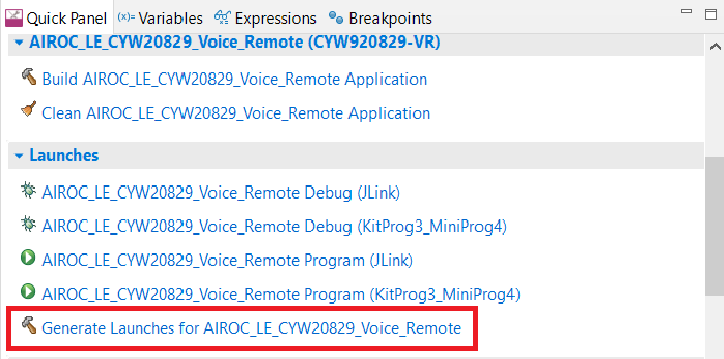 Quick Panel (x)= Variables Expressions Breakpoints
AIROC_LE_CYW20829_Voice_Remote (CYW920829-VR)
Build AIROC_LE_CYW20829_Voice_Remote Application
Clean AIROC_LE_CYW20829_Voice_Remote Application
Launches
AIROC_LE_CYW20829_Voice_Remote Debug (JLink)
AIROC_LE_CYW20829_Voice_Remote Debug (KitProg3_MiniProg4)
AIROC_LE_CYW20829_Voice_Remote Program (JLink)
AIROC_LE_CYW20829_Voice_Remote Program (KitProg3_MiniProg4)
Generate Launches for AIROC_LE_CYW20829_Voice_Remote